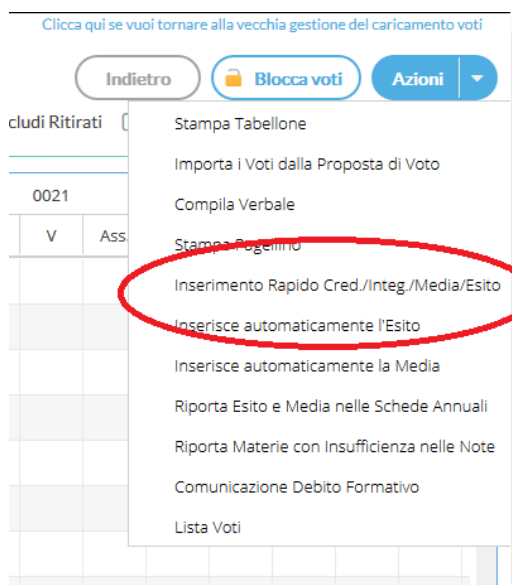 Clicca qui se vuoi tornare alla vecchia gestione del caricamento voti
Indietro
Blocca voti
Azioni
cludi Ritirati
Stampa Tabellone
Importa i Voti dalla Proposta di Voto
0021
Compila Verbale
V
Ass.
Stampa Pagellino
Inserimento Rapido Cred./Integ./Media/Esito
Inserisce automaticamente l'Esito
Inserisce automaticamente la Media
Riporta Esito e Media nelle Schede Annuali
Riporta Materie con Insufficienza nelle Note
Comunicazione Debito Formativo
Lista Voti